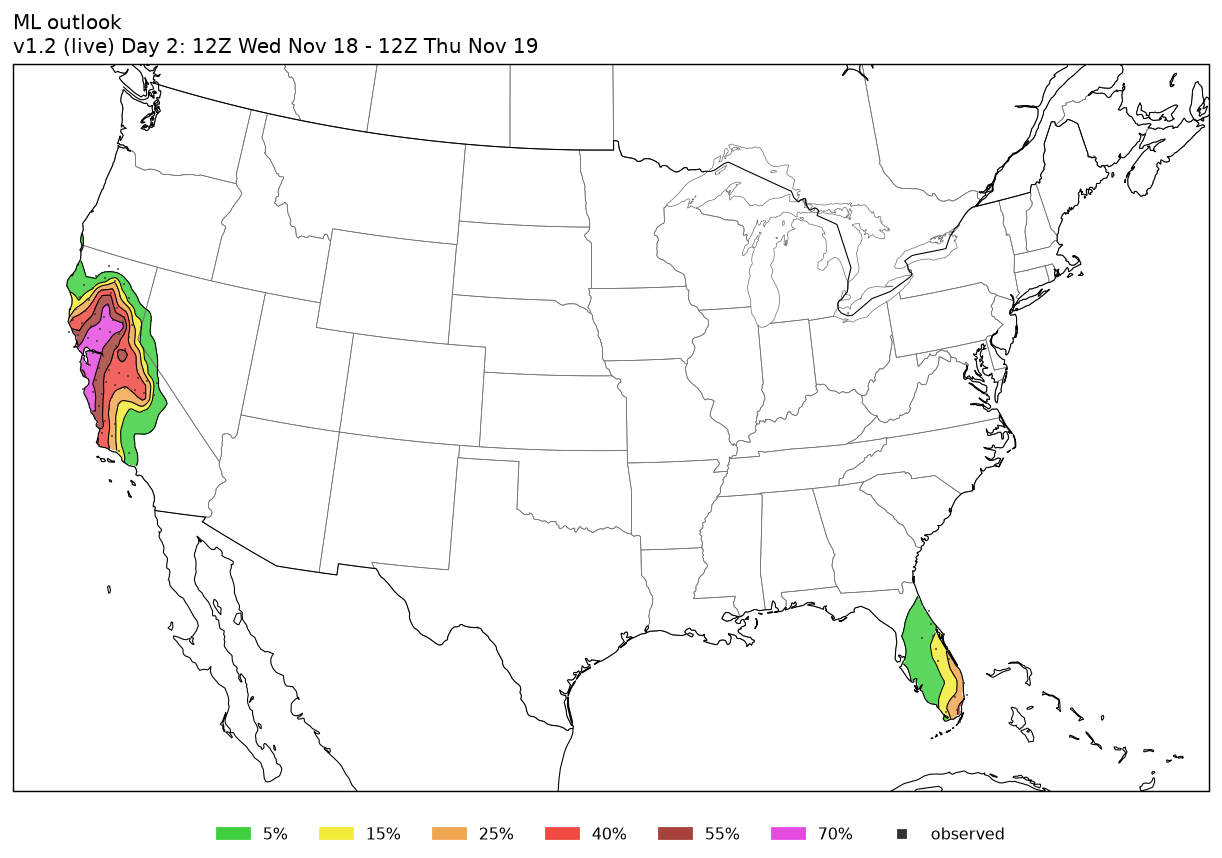 ML outlook
v1.2 (live) Day 2: 12Z Wed Nov 18 - 12Z Thu Nov 19
5% 15% 25% 40% 55% 70% observed